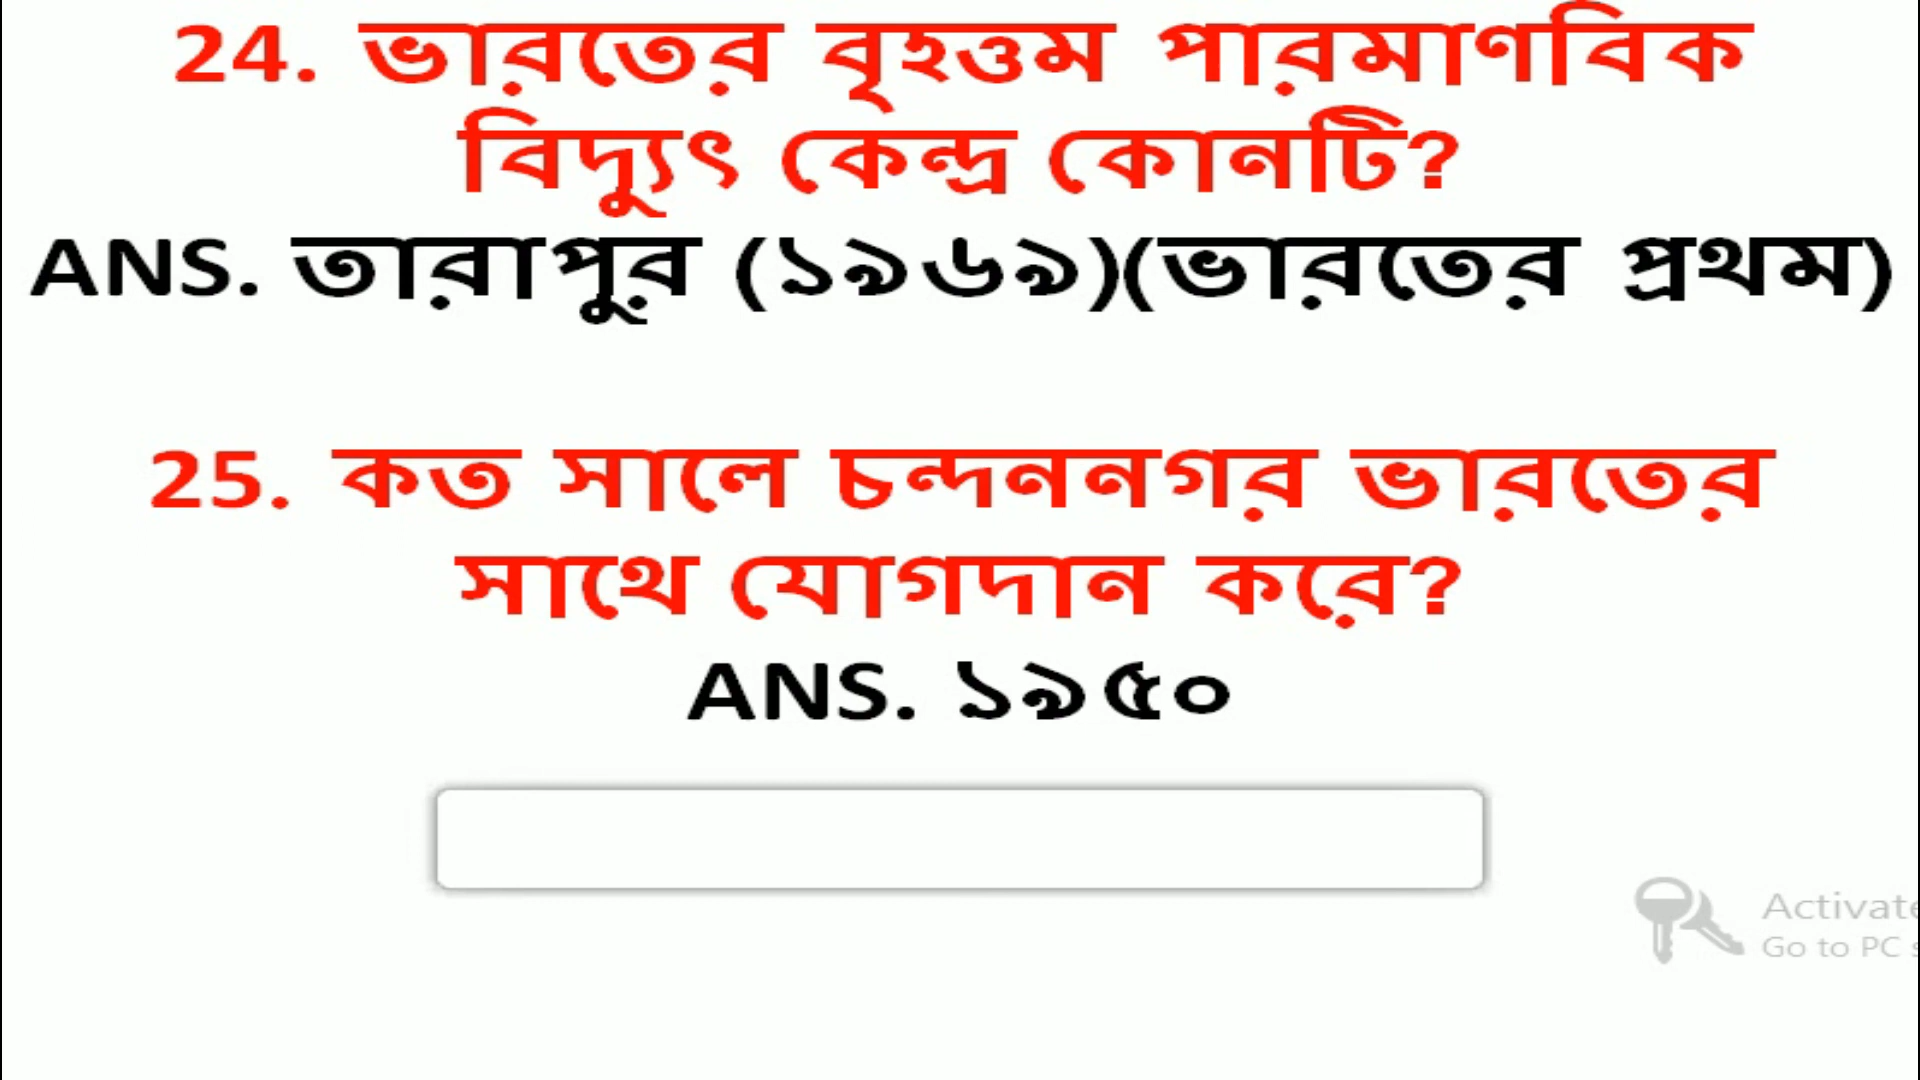 24. ভারতের বৃহত্তম পারমাণবিক
বিদ্যুৎ কেন্দ্র কোনটি?
ANS. তারাপুর (১৯৬৯)(ভারতের প্রথম)
25. কত সালে চন্দননগর ভারতের
সাথে যোগদান করে?
ANS. ১৯৫০
Activate
Go to PC s